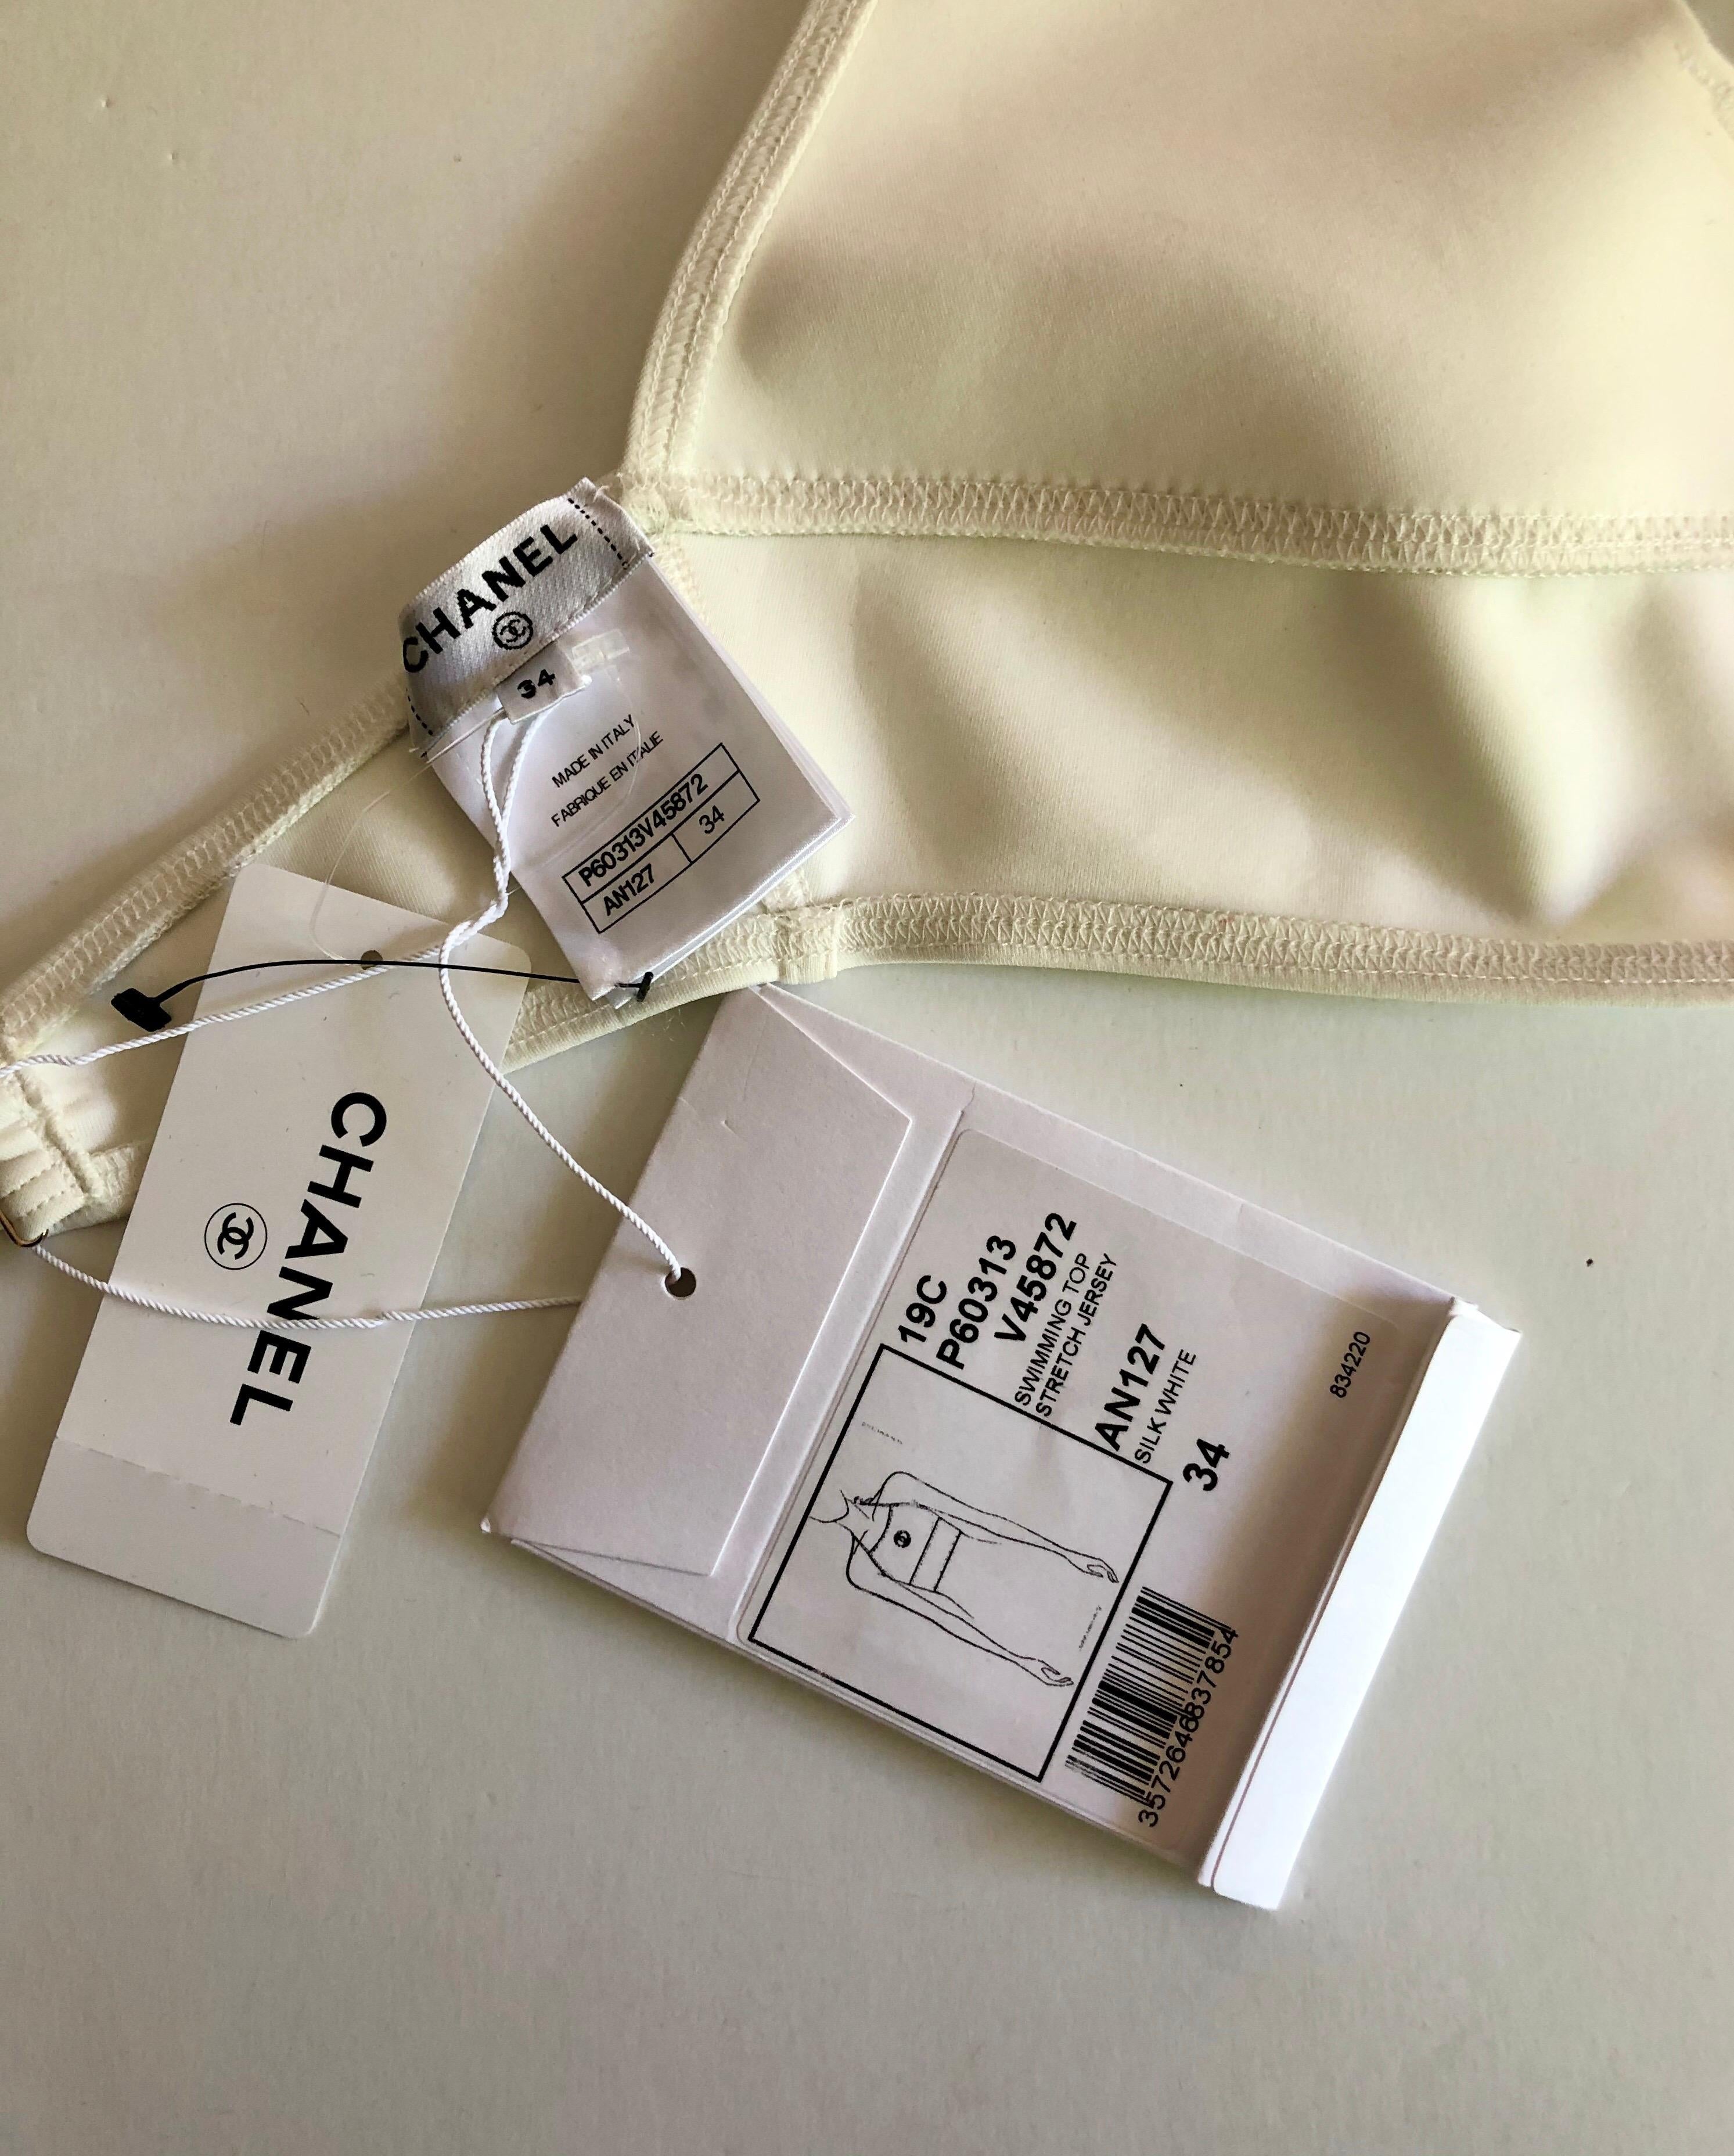 CHANEL
34
MADE IN ITALY
FABRIQUE EN ITALIE
P60313V45872
AN127 34
CHANEL
19C
P60313
V45872
SWIMMING TOP
STRETCH JERSEY
AN127
SILK WHITE
34
834220
3572646837854